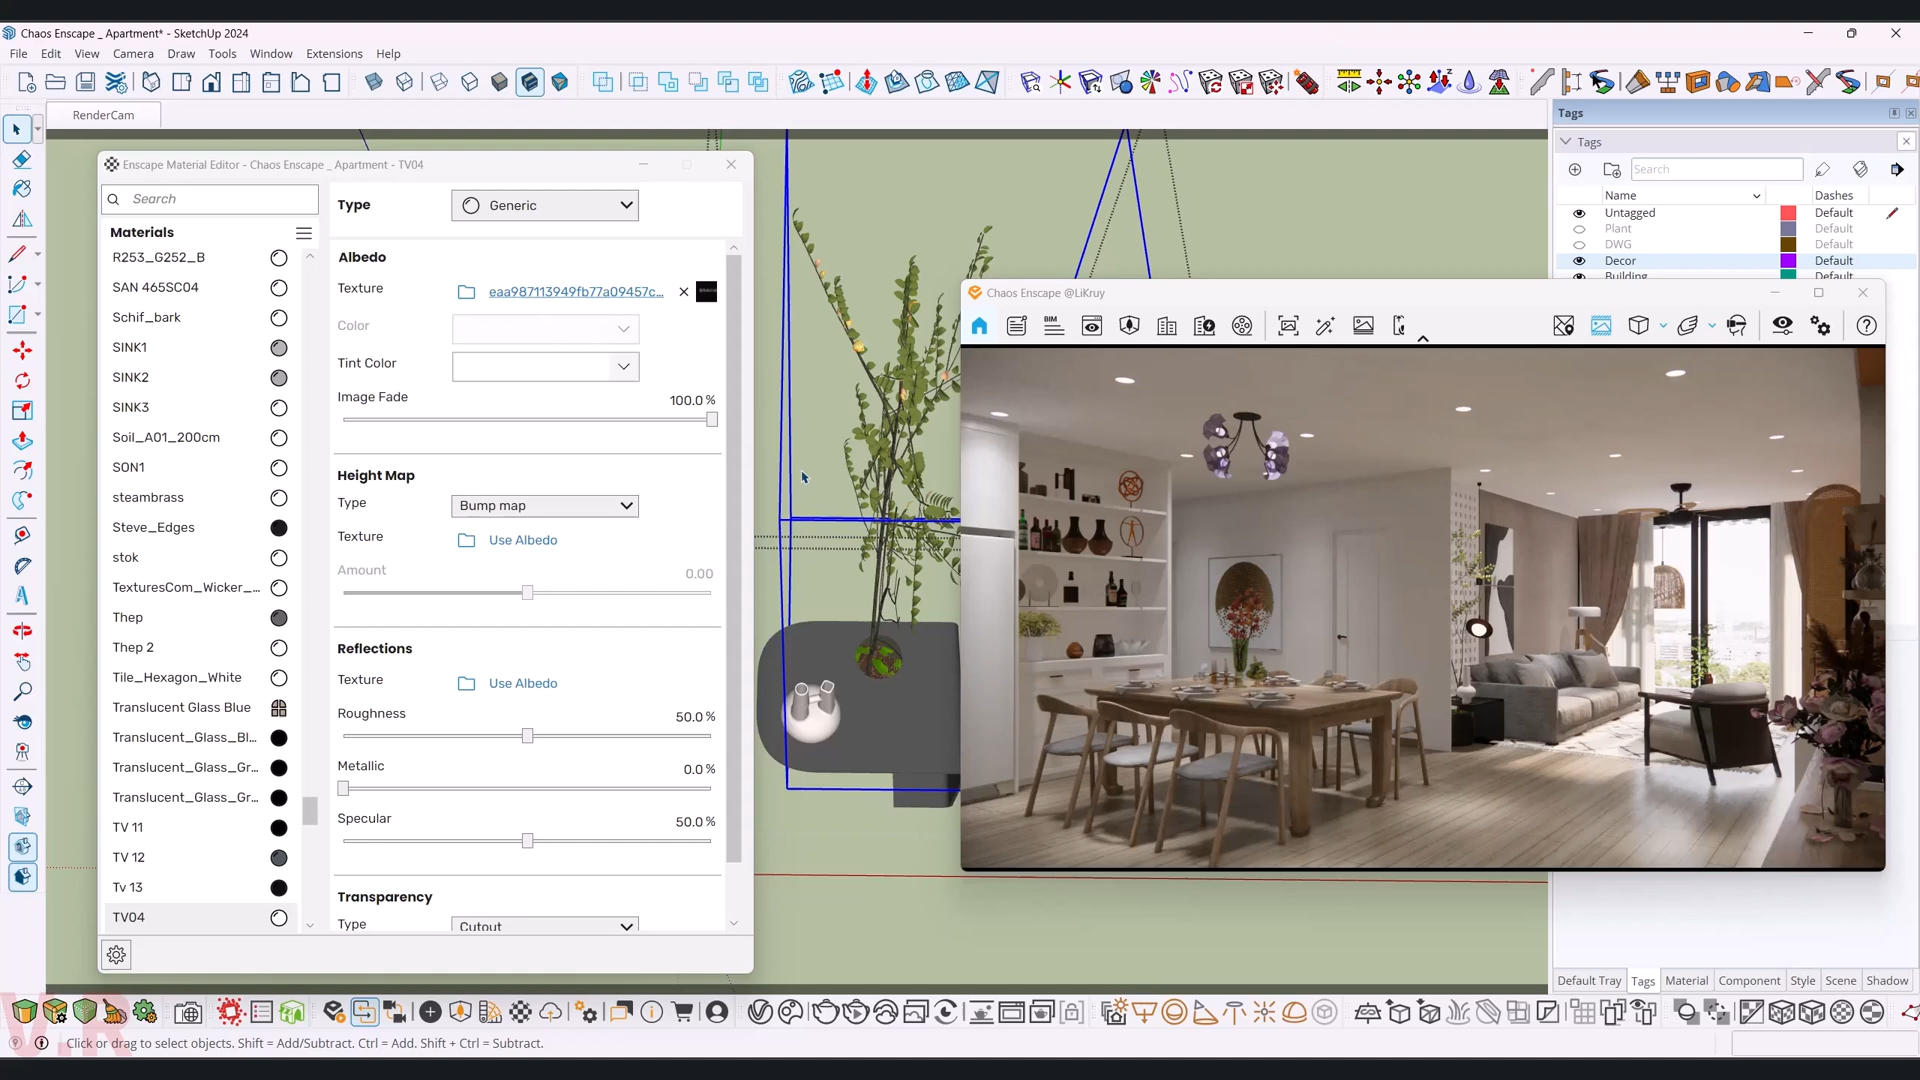 Chaos Enscape _ Apartment* - SketchUp 2024
File Edit View Camera Draw Tools Window Extensions Help
RenderCam
Enscape Material Editor - Chaos Enscape _ Apartment - TV04
Search
Materials
R253_G252_B
SAN 465SC04
Schif_bark
SINK1
SINK2
SINK3
Soil_A01_200cm
SON1
steambrass
Steve_Edges
stok
TexturesCom_Wicker_...
Thep
Thep 2
Tile_Hexagon_White
Translucent Glass Blue
Translucent_Glass_Bl...
Translucent_Glass_Gr...
Translucent_Glass_Gr...
TV 11
TV 12
Tv 13
TV04
Type Generic
Albedo
Texture eaa987113949fb77a09457c...
Color
Tint Color
Image Fade 100.0 %
Height Map
Type Bump map
Texture Use Albedo
Amount 0.00
Reflections
Texture Use Albedo
Roughness 50.0 %
Metallic 0.0 %
Specular 50.0 %
Transparency
Type Cutout
Chaos Enscape @LiKruy
BIM
Tags
Tags
Search
Name Dashes
Untagged Default
Plant Default
DWG Default
Decor Default
Building Default
Default Tray Tags Material Component Style Scene Shadow
V.R
Click or drag to select objects. Shift = Add/Subtract. Ctrl = Add. Shift + Ctrl = Subtract.